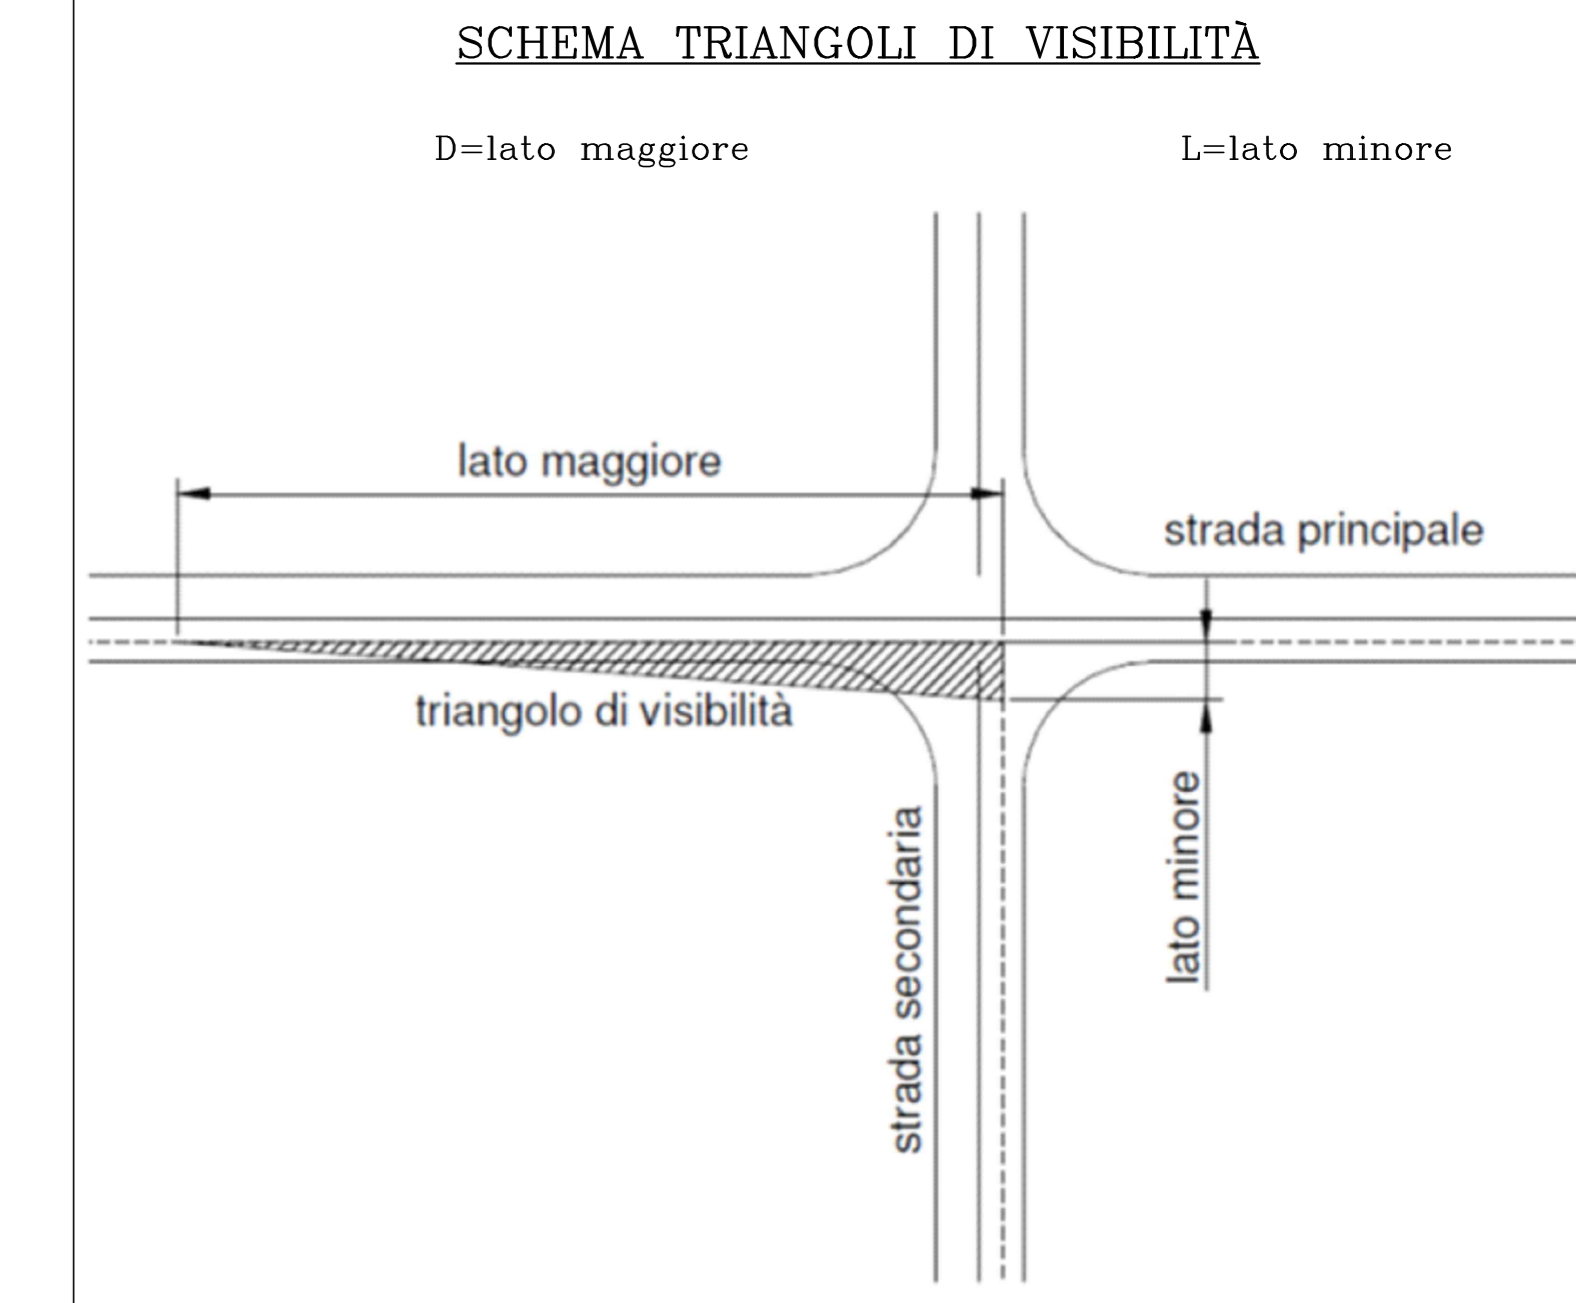 SCHEMA TRIANGOLI DI VISIBILITÀ
D=lato maggiore
L=lato minore
lato maggiore
strada principale
triangolo di visibilità
lato minore
strada secondaria